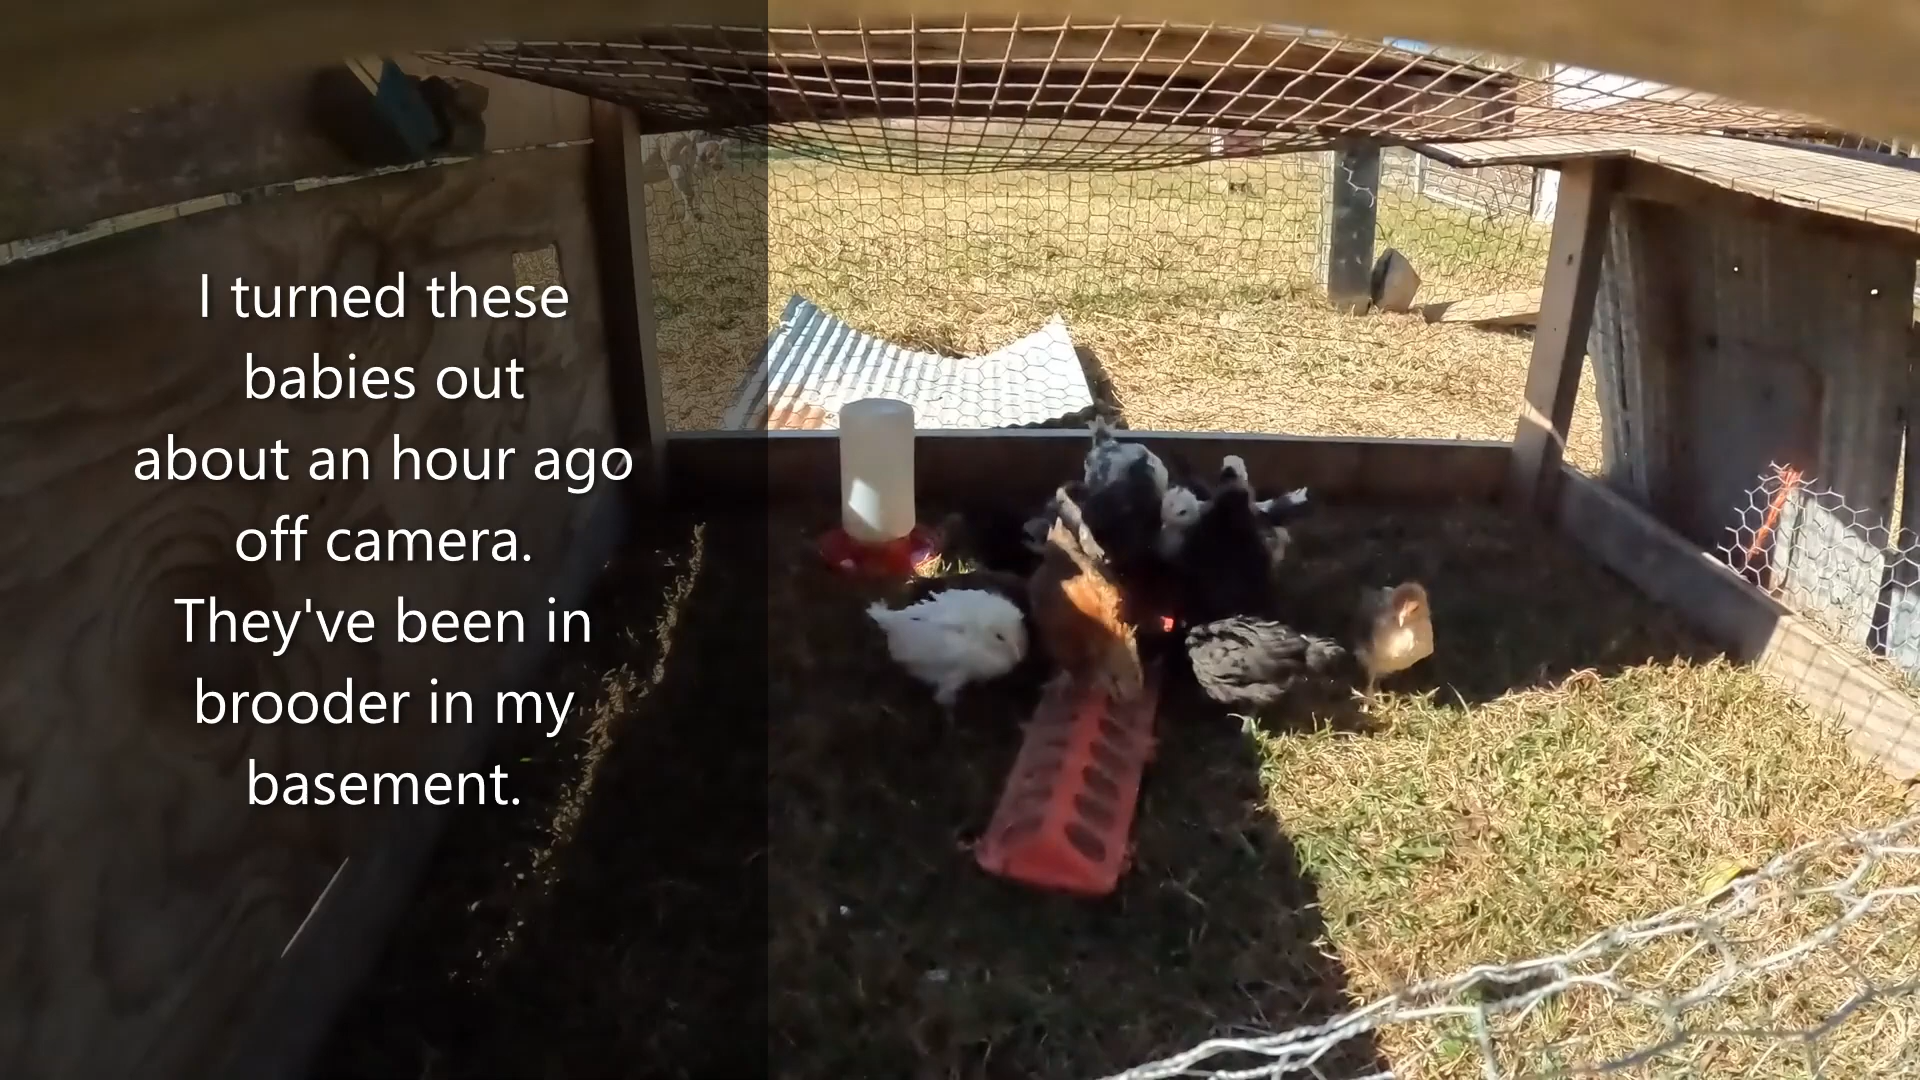 I turned these
babies out
about an hour ago
off camera.
They've been in
brooder in my
basement.